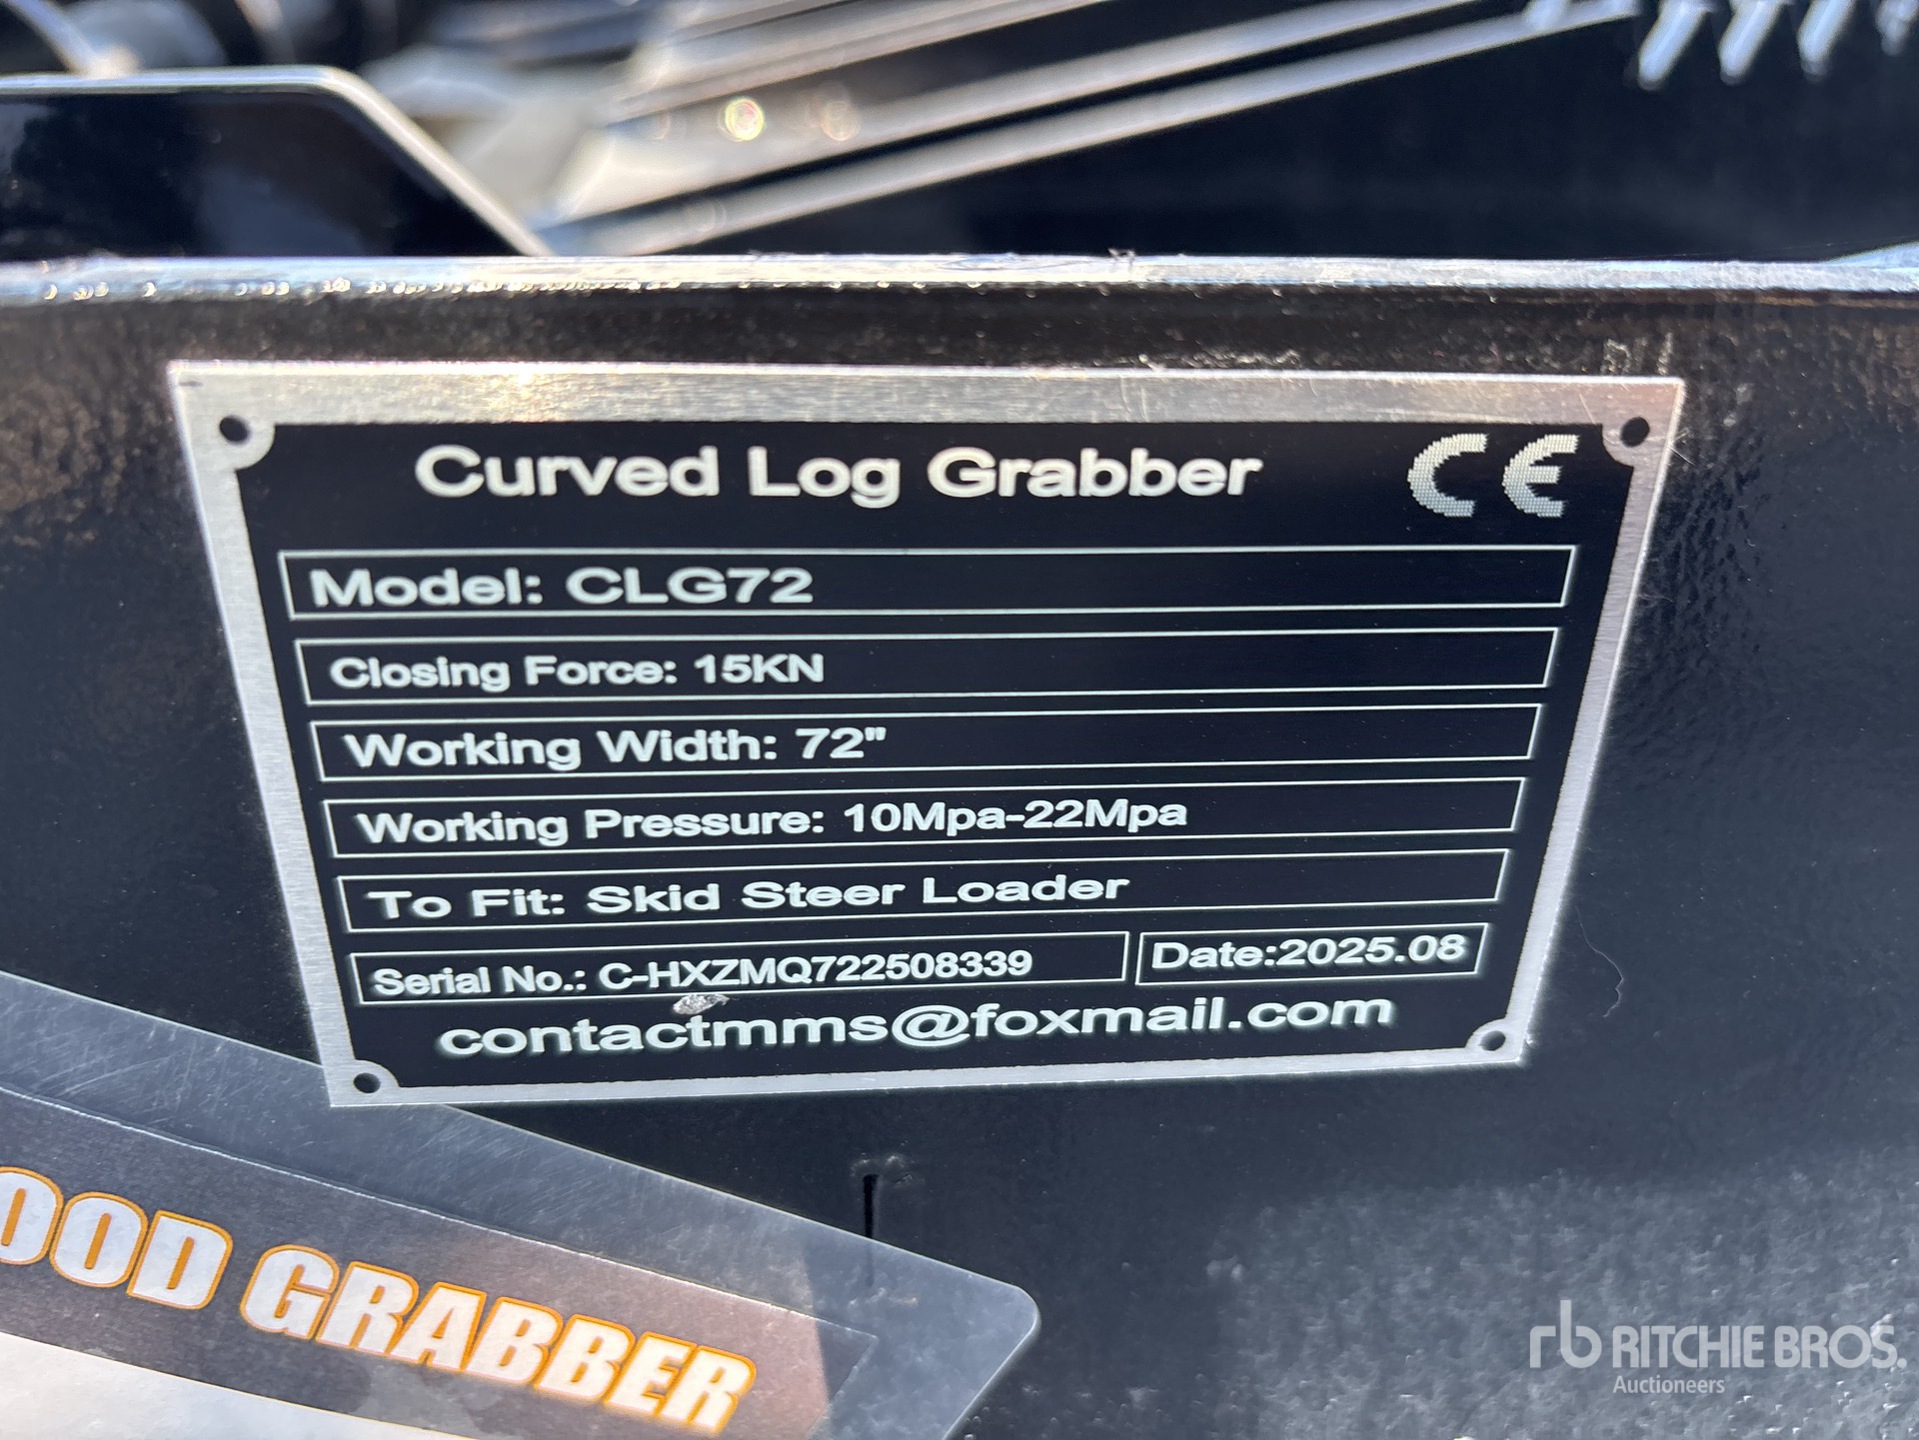 Curved Log Grabber CE
Model: CLG72
Closing Force: 15KN
Working Width: 72"
Working Pressure: 10Mpa-22Mpa
To Fit: Skid Steer Loader
Serial No.: C-HXZMQ722508339 Date:2025.08
contactmms@foxmail.com
OOD GRABBER
rb RITCHIE BROS.
Auctioneers